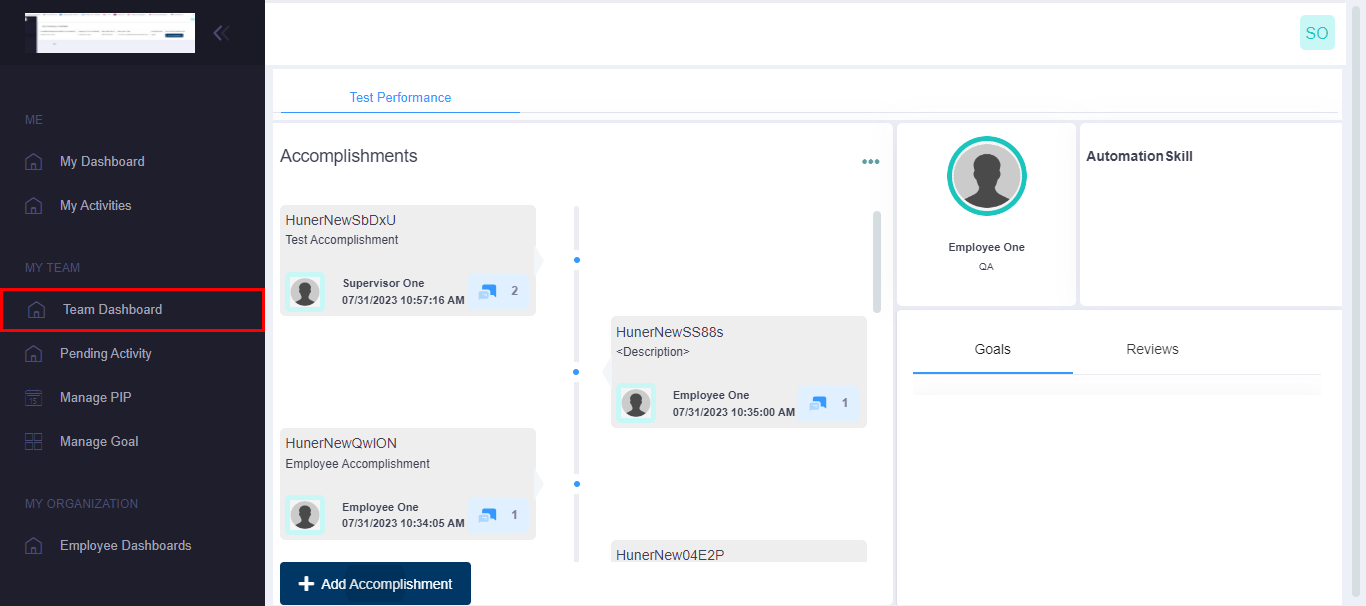 SO
ME
My Dashboard
My Activities
MY TEAM
Team Dashboard
Pending Activity
Manage PIP
15
Manage Goal
MY ORGANIZATION
Employee Dashboards
Test Performance
Accomplishments
HunerNewSbDxU
Test Accomplishment
Supervisor One
07/31/2023 10:57:16 AM
2
HunerNewSS88s
<Description>
Employee One
07/31/2023 10:35:00 AM
1
HunerNewQwION
Employee Accomplishment
Employee One
07/31/2023 10:34:05 AM
1
HunerNew04E2P
Add Accomplishment
Employee One
QA
Automation Skill
Goals
Reviews